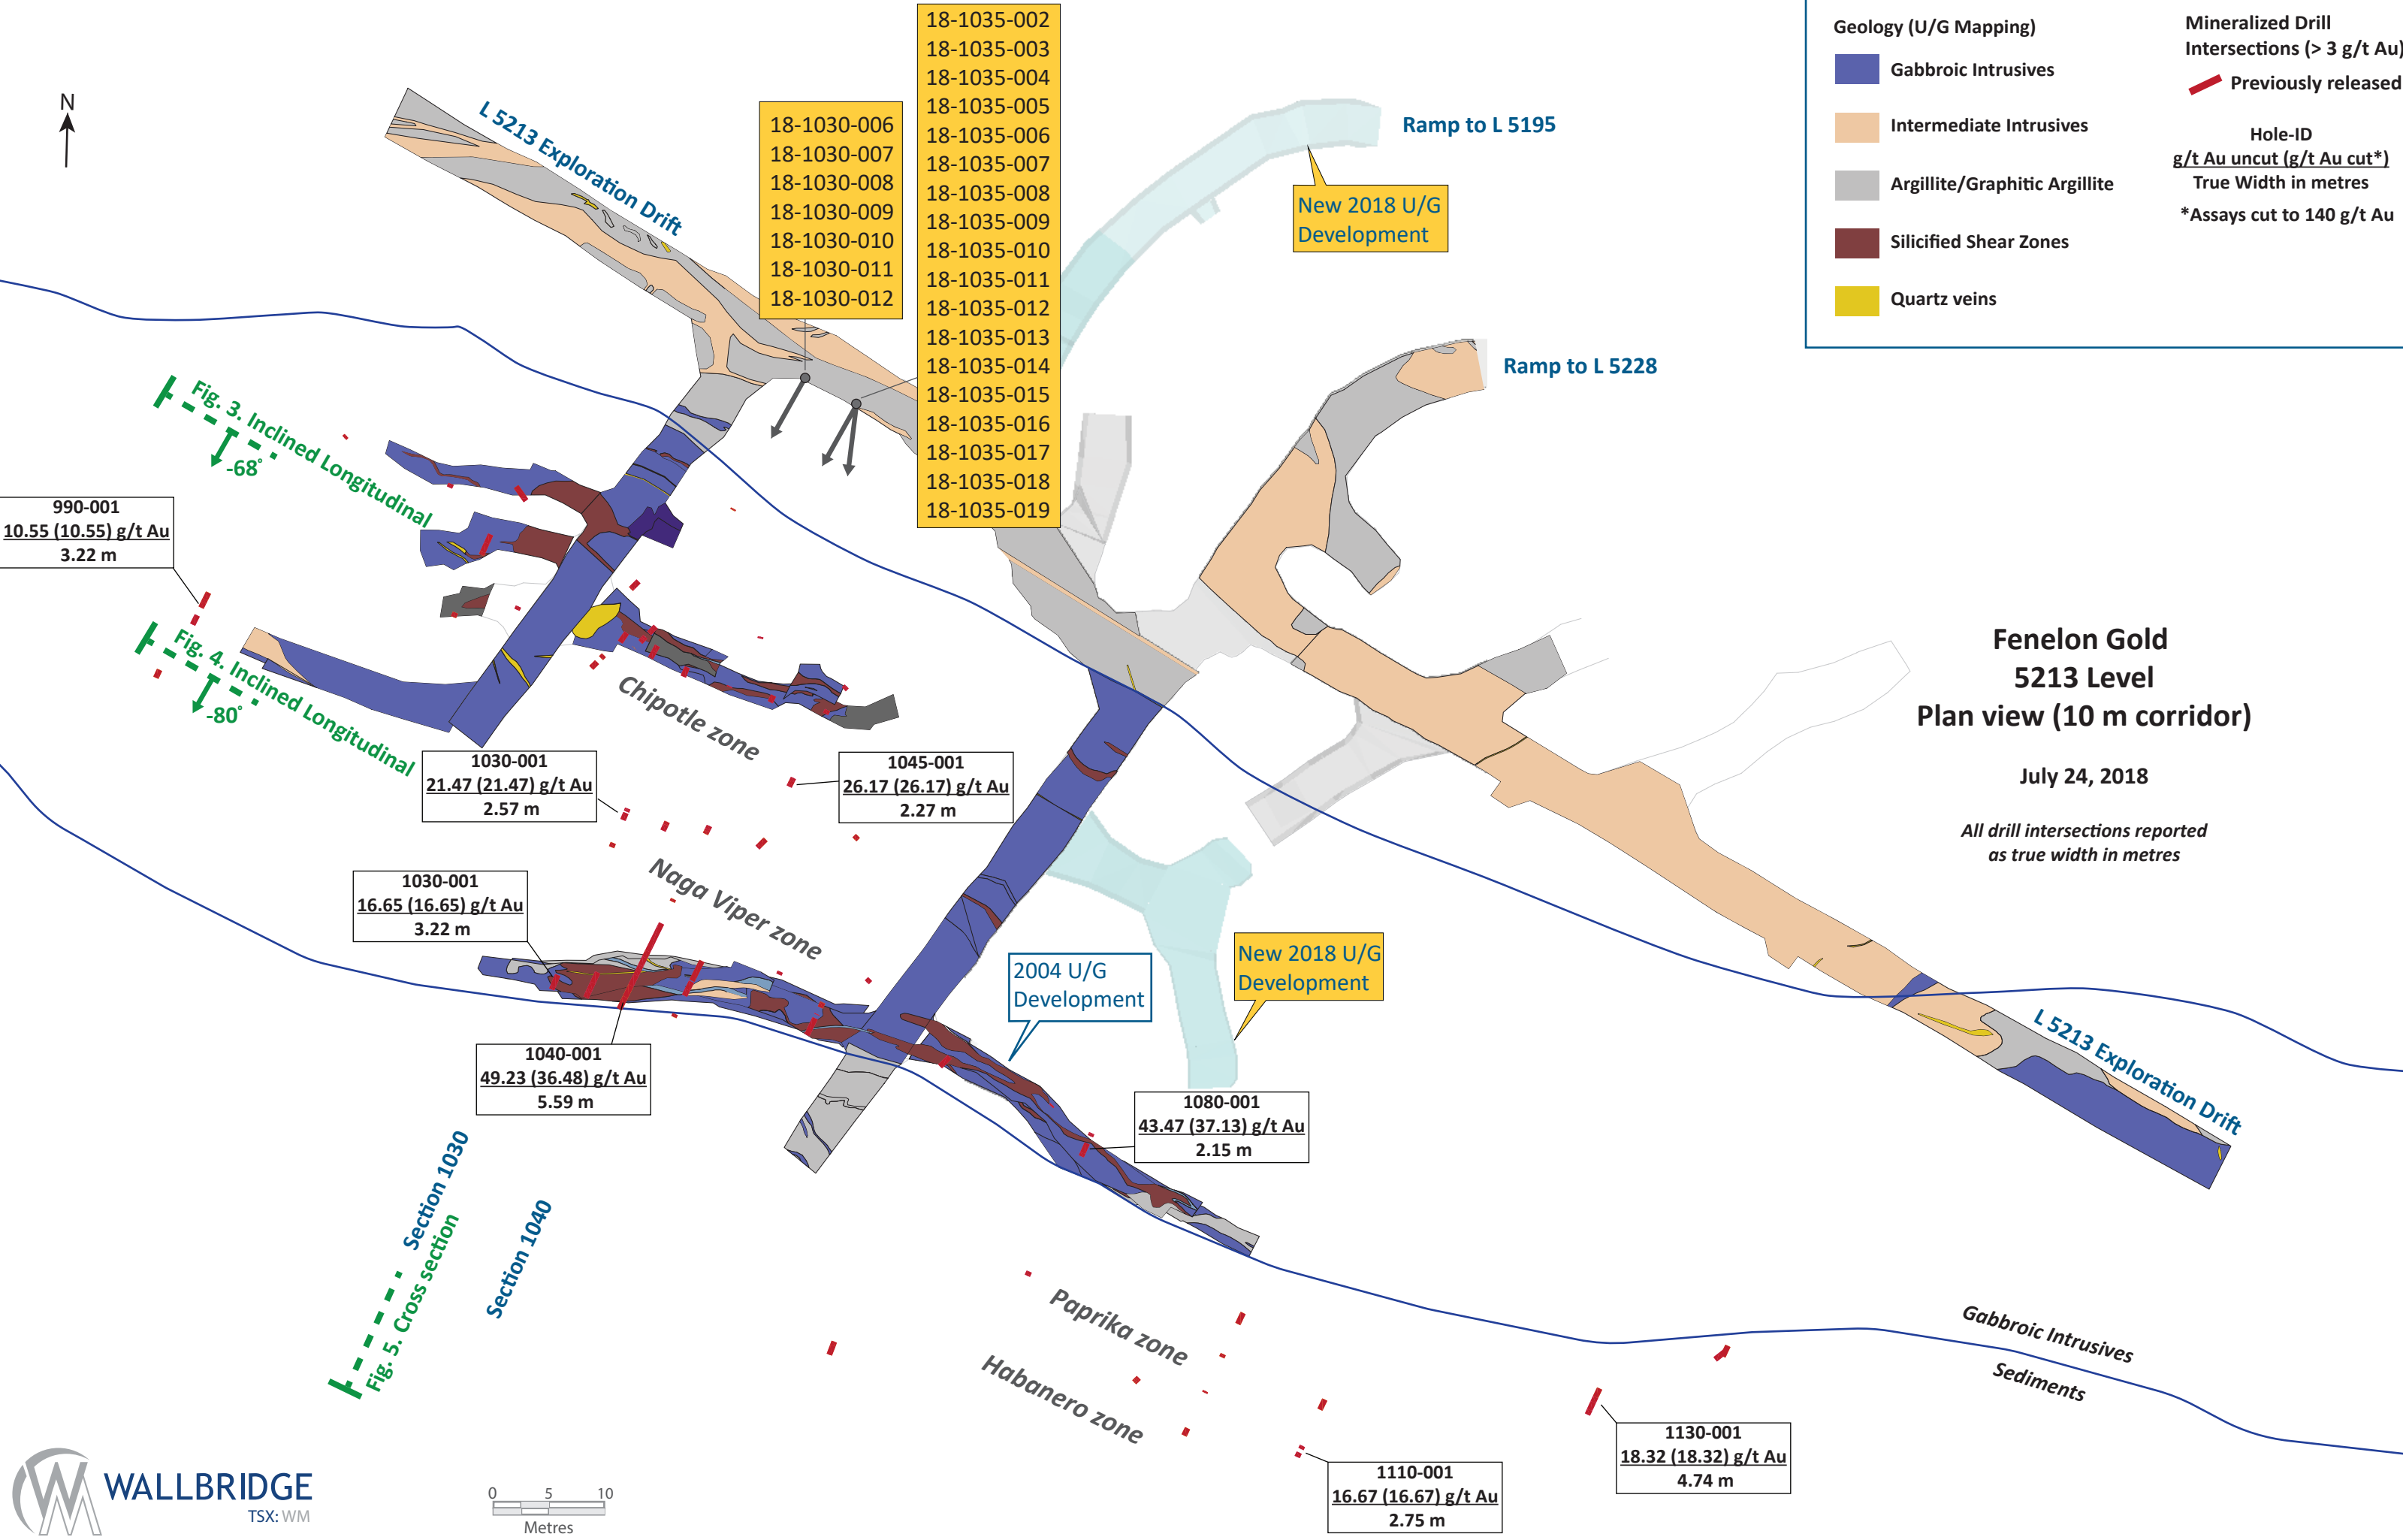 N
L 5213 Exploration Drift
18-1030-006
18-1030-007
18-1030-008
18-1030-009
18-1030-010
18-1030-011
18-1030-012
18-1035-002
18-1035-003
18-1035-004
18-1035-005
18-1035-006
18-1035-007
18-1035-008
18-1035-009
18-1035-010
18-1035-011
18-1035-012
18-1035-013
18-1035-014
18-1035-015
18-1035-016
18-1035-017
18-1035-018
18-1035-019
Ramp to L 5195
New 2018 U/G
Development
Ramp to L 5228
Geology (U/G Mapping)
Gabbroic Intrusives
Intermediate Intrusives
Argillite/Graphitic Argillite
Silicified Shear Zones
Quartz veins
Mineralized Drill
Intersections (> 3 g/t Au)
Previously released
Hole-ID
g/t Au uncut (g/t Au cut*)
True Width in metres
*Assays cut to 140 g/t Au
Fig. 3. Inclined Longitudinal
-68°
990-001
10.55 (10.55) g/t Au
3.22 m
Fig. 4. Inclined Longitudinal
-80°
Chipotle zone
1030-001
21.47 (21.47) g/t Au
2.57 m
1045-001
26.17 (26.17) g/t Au
2.27 m
Fenelon Gold
5213 Level
Plan view (10 m corridor)
July 24, 2018
All drill intersections reported
as true width in metres
Naga Viper zone
1030-001
16.65 (16.65) g/t Au
3.22 m
2004 U/G
Development
New 2018 U/G
Development
1040-001
49.23 (36.48) g/t Au
5.59 m
1080-001
43.47 (37.13) g/t Au
2.15 m
L 5213 Exploration Drift
Section 1030
Fig. 5. Cross section
Section 1040
Paprika zone
Habanero zone
Gabbroic Intrusives
Sediments
1130-001
18.32 (18.32) g/t Au
4.74 m
1110-001
16.67 (16.67) g/t Au
2.75 m
WALLBRIDGE
TSX: WM
0 5 10
Metres